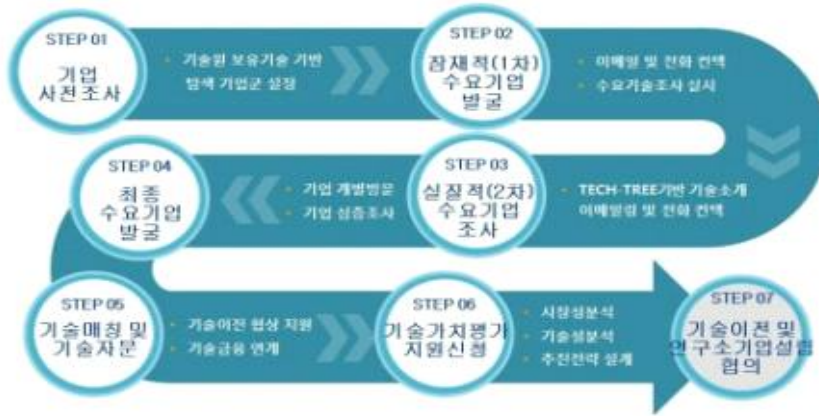 STEP 01
기업
사전조사
• 기술원 보유기술 기반
탐색 기업군 설정
STEP 02
잠재적(1차)
수요기업
발굴
• 이메일 및 전화 컨택
• 수요기술조사 실시
STEP 03
실질적(2차)
수요기업
조사
• TECH-TREE기반 기술소개
이메일링 및 전화 컨택
STEP 04
최종
수요기업
발굴
• 기업 개별방문
• 기업 심층조사
STEP 05
기술매칭 및
기술자문
• 기술이전 협상 지원
• 기술금융 연계
STEP 06
기술가치평가
지원신청
• 시장성분석
• 기술성분석
• 추진전략 설계
STEP 07
기술이전 및
연구소기업설립
협의